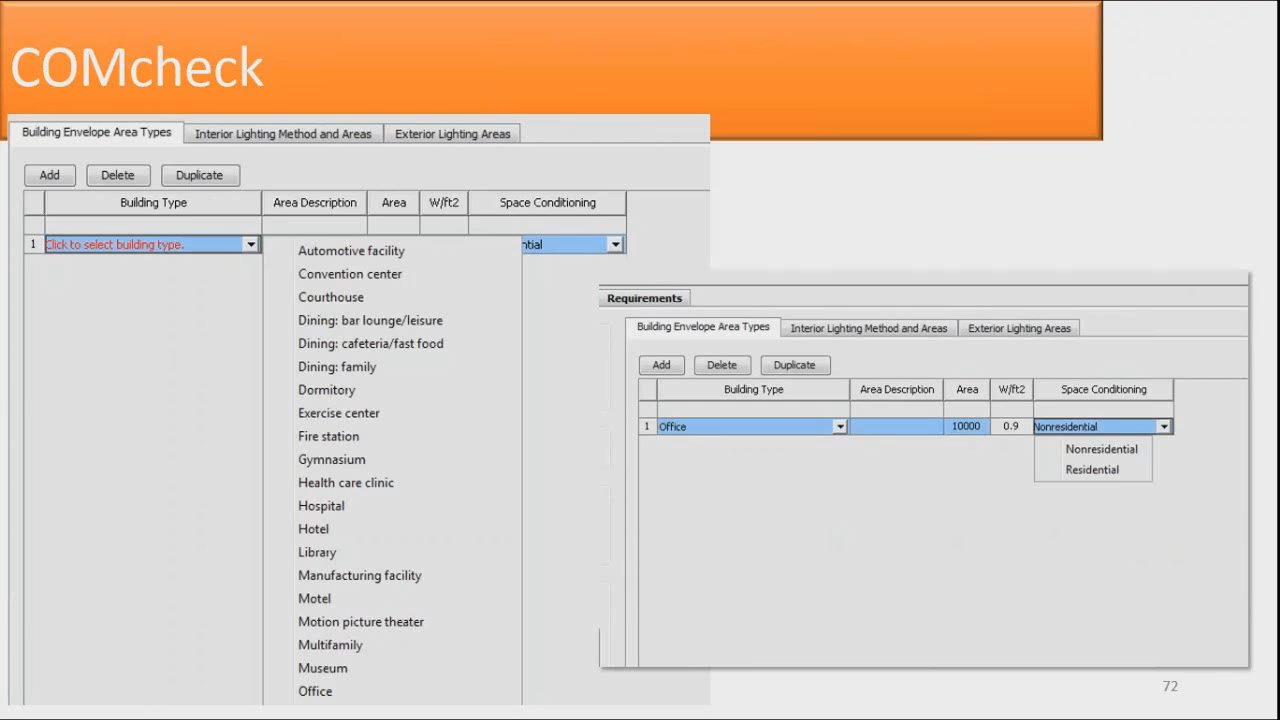 COMcheck
Building Envelope Area Types Interior Lighting Method and Areas Exterior Lighting Areas
Add Delete Duplicate
Building Type Area Description Area W/ft2 Space Conditioning
1 Click to select building type. ntial
Automotive facility
Convention center
Courthouse
Dining: bar lounge/leisure
Dining: cafeteria/fast food
Dining: family
Dormitory
Exercise center
Fire station
Gymnasium
Health care clinic
Hospital
Hotel
Library
Manufacturing facility
Motel
Motion picture theater
Multifamily
Museum
Office
Requirements
Building Envelope Area Types Interior Lighting Method and Areas Exterior Lighting Areas
Add Delete Duplicate
Building Type Area Description Area W/ft2 Space Conditioning
1 Office 10000 0.9 Nonresidential
Nonresidential
Residential
72